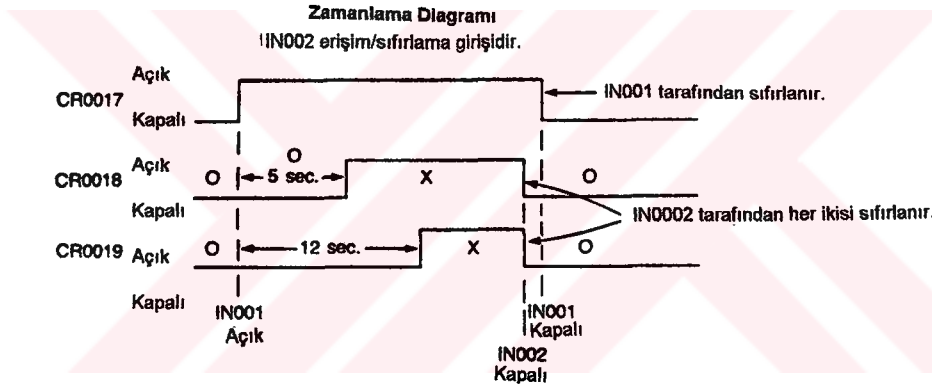 Zamanlama Diagramı
IN002 erişim/sıfırlama girişidir.
CR0017
Açık
Kapalı
IN001 tarafından sıfırlanır.
CR0018
Açık
Kapalı
O
O
5 sec.
X
O
IN0002 tarafından her ikisi sıfırlanır.
CR0019
Açık
Kapalı
O
12 sec.
X
O
IN001
Açık
IN001
Kapalı
IN002
Kapalı